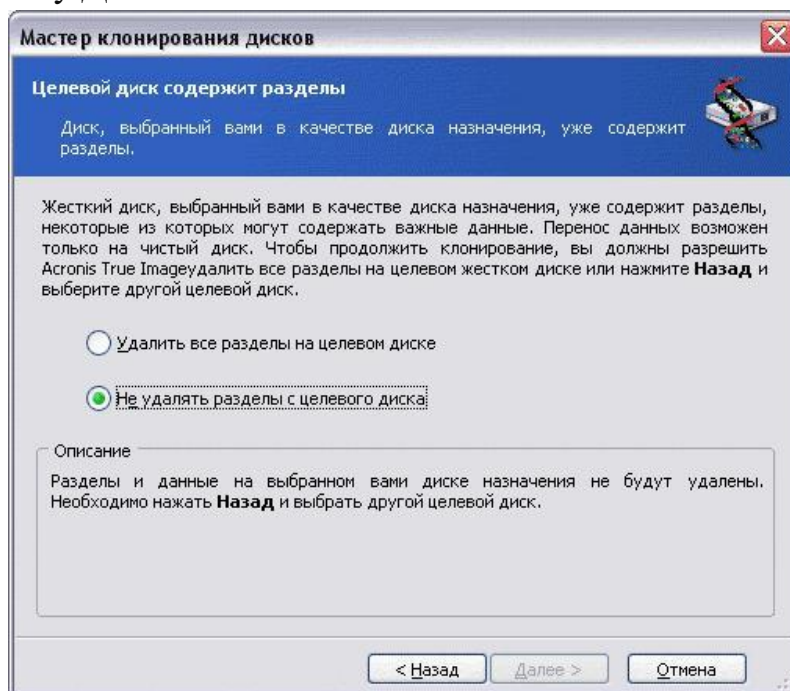 Мастер клонирования дисков
Целевой диск содержит разделы
Диск, выбранный вами в качестве диска назначения, уже содержит
разделы.
Жесткий диск, выбранный вами в качестве диска назначения, уже содержит разделы,
некоторые из которых могут содержать важные данные. Перенос данных возможен
только на чистый диск. Чтобы продолжить клонирование, вы должны разрешить
Acronis True Imageудалить все разделы на целевом жестком диске или нажмите Назад и
выберите другой целевой диск.
Удалить все разделы на целевом диске
Не удалять разделы с целевого диска
Описание
Разделы и данные на выбранном вами диске назначения не будут удалены.
Необходимо нажать Назад и выбрать другой целевой диск.
< Назад
Далее >
Отмена